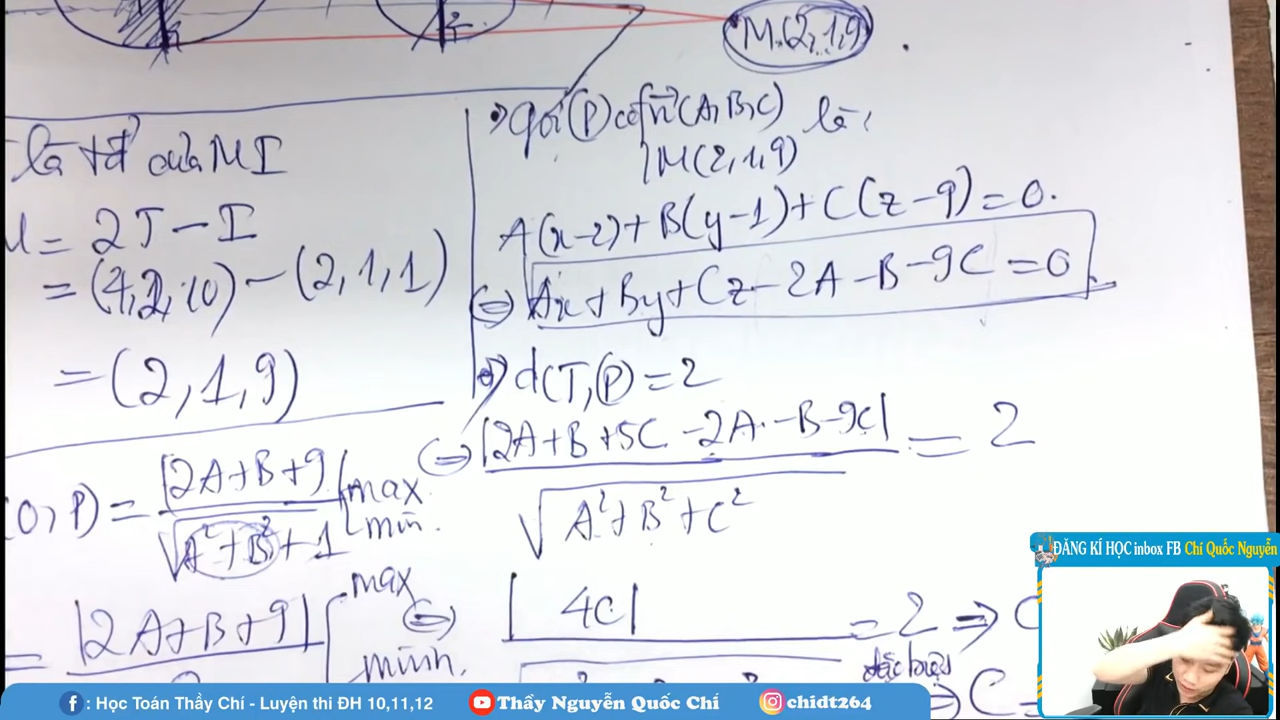 M(2,1,9)
là tđ của MI
= 2J - I
= (4,2,10) - (2,1,1)
= (2,1,9)
(O,P) = |2A+B+9| / √(A²+B²+1) max min.
= |2A+B+9| max minh.
gọi (P) có { n⃗(A,B,C) là:
M(2,1,9)
A(x-2)+B(y-1)+C(z-9)=0.
⇔ Ax+By+Cz-2A-B-9C=0
d(J,(P))=2
⇔ |2A+B+5C-2A-B-9C| / √(A²+B²+C²) = 2
⇔ |4C| = 2 ⇒ C
đặc biệt ⇒ C=
ĐĂNG KÍ HỌC inbox FB Chí Quốc Nguyễn
: Học Toán Thầy Chí - Luyện thi ĐH 10,11,12
Thầy Nguyễn Quốc Chí
chidt264